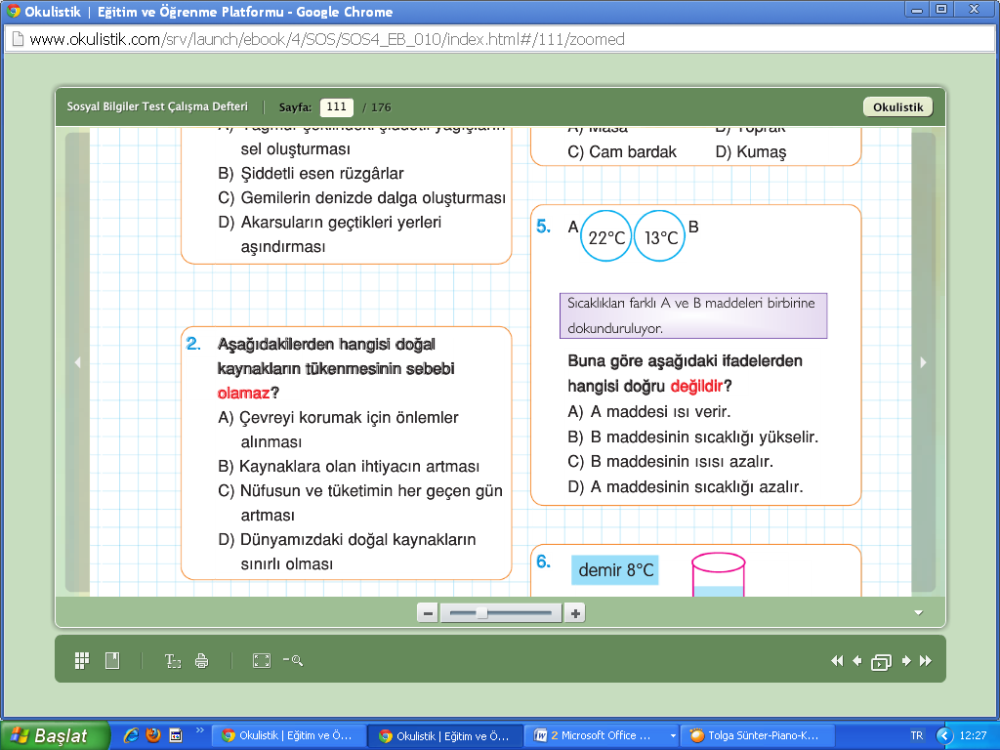 Okulistik | Eğitim ve Öğrenme Platformu - Google Chrome
www.okulistik.com/srv/launch/ebook/4/SOS/SOS4_EB_010/index.html#/111/zoomed
Sosyal Bilgiler Test Çalışma Defteri
Sayfa: 111 / 176
Okulistik
A) Yağmur şeklindeki şiddetli yağışların
sel oluşturması
B) Şiddetli esen rüzgârlar
C) Gemilerin denizde dalga oluşturması
D) Akarsuların geçtikleri yerleri
aşındırması
2. Aşağıdakilerden hangisi doğal
kaynakların tükenmesinin sebebi
olamaz?
A) Çevreyi korumak için önlemler
alınması
B) Kaynaklara olan ihtiyacın artması
C) Nüfusun ve tüketimin her geçen gün
artması
D) Dünyamızdaki doğal kaynakların
sınırlı olması
A) Masa B) Toprak
C) Cam bardak D) Kumaş
5. A 22°C 13°C B
Sıcaklıkları farklı A ve B maddeleri birbirine
dokunduruluyor.
Buna göre aşağıdaki ifadelerden
hangisi doğru değildir?
A) A maddesi ısı verir.
B) B maddesinin sıcaklığı yükselir.
C) B maddesinin ısısı azalır.
D) A maddesinin sıcaklığı azalır.
6. demir 8°C
Başlat
Okulistik | Eğitim ve Ö...
Okulistik | Eğitim ve Ö...
2 Microsoft Office ...
Tolga Sünter-Piano-K...
TR
12:27